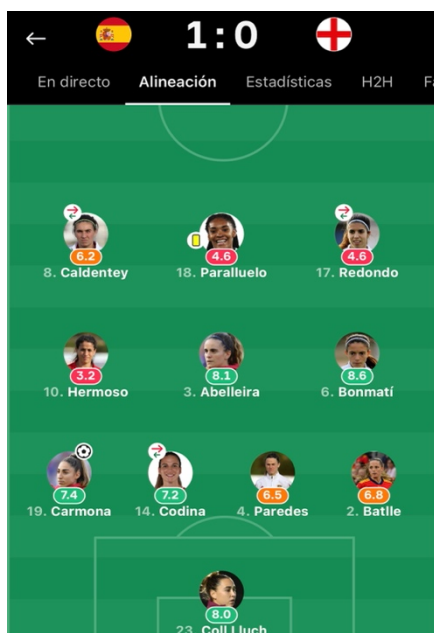 1:0
En directo Alineación Estadísticas H2H Fa
6.2 4.6 4.6
8. Caldentey 18. Paralluelo 17. Redondo
3.2 8.1 8.6
10. Hermoso 3. Abelleira 6. Bonmatí
7.4 7.2 6.5 6.8
19. Carmona 14. Codina 4. Paredes 2. Batlle
8.0
23. Coll Lluch